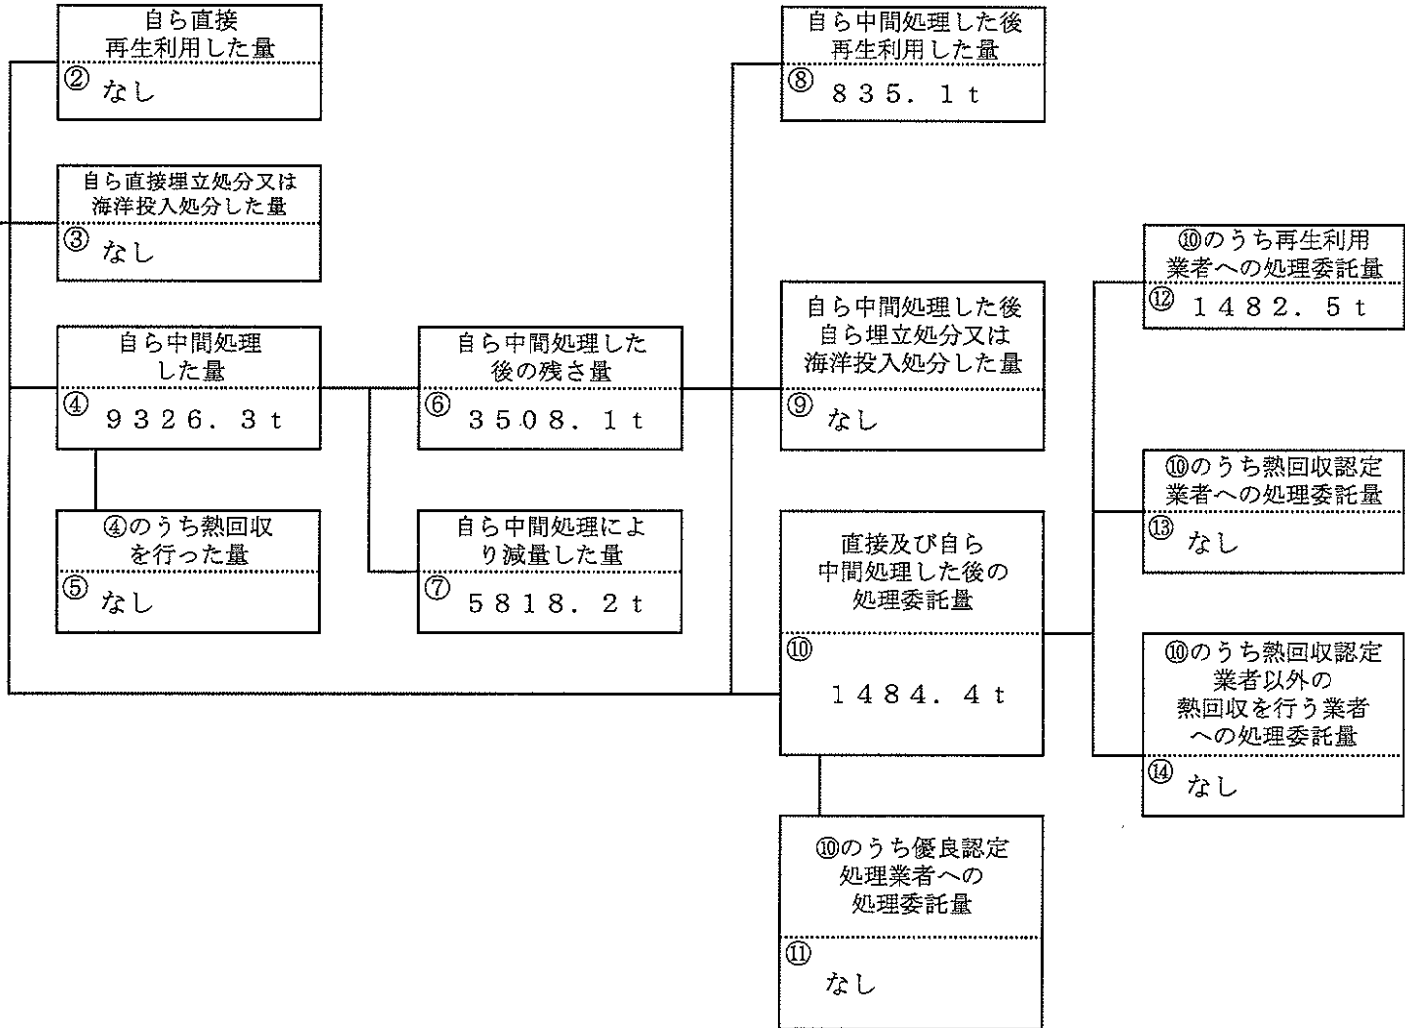 自ら直接
再生利用した量
② なし
自ら直接埋立処分又は
海洋投入処分した量
③ なし
自ら中間処理
した量
④ 9326.3t
④のうち熱回収
を行った量
⑤ なし
自ら中間処理した
後の残さ量
⑥ 3508.1t
自ら中間処理によ
り減量した量
⑦ 5818.2t
自ら中間処理した後
再生利用した量
⑧ 835.1t
自ら中間処理した後
自ら埋立処分又は
海洋投入処分した量
⑨ なし
直接及び自ら
中間処理した後の
処理委託量
⑩
1484.4t
⑩のうち優良認定
処理業者への
処理委託量
⑪
なし
⑩のうち再生利用
業者への処理委託量
⑫ 1482.5t
⑩のうち熱回収認定
業者への処理委託量
⑬ なし
⑩のうち熱回収認定
業者以外の
熱回収を行う業者
への処理委託量
⑭ なし